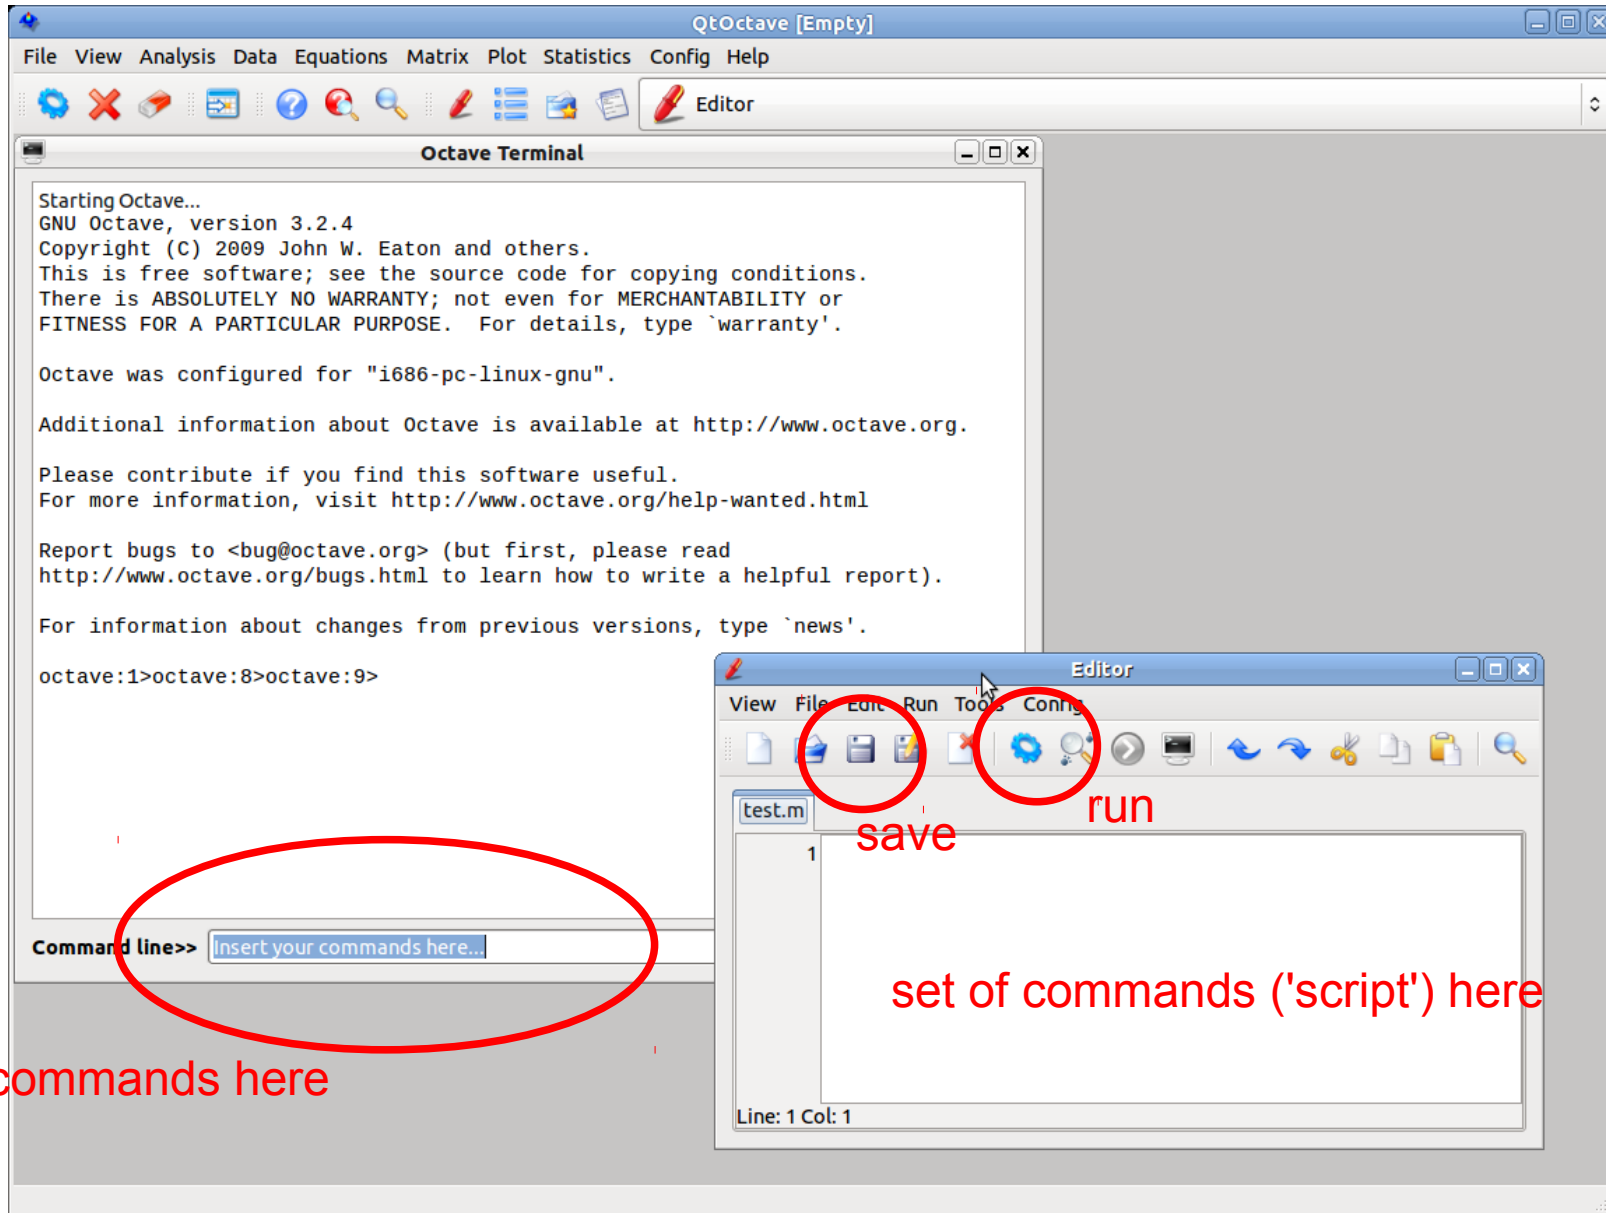 QtOctave [Empty]
File View Analysis Data Equations Matrix Plot Statistics Config Help
Editor
Octave Terminal
Starting Octave...
GNU Octave, version 3.2.4
Copyright (C) 2009 John W. Eaton and others.
This is free software; see the source code for copying conditions.
There is ABSOLUTELY NO WARRANTY; not even for MERCHANTABILITY or
FITNESS FOR A PARTICULAR PURPOSE.  For details, type `warranty'.
Octave was configured for "i686-pc-linux-gnu".
Additional information about Octave is available at http://www.octave.org.
Please contribute if you find this software useful.
For more information, visit http://www.octave.org/help-wanted.html
Report bugs to <bug@octave.org> (but first, please read
http://www.octave.org/bugs.html to learn how to write a helpful report).
For information about changes from previous versions, type `news'.
octave:1>octave:8>octave:9>
Command line>> Insert your commands here...
commands here
Editor
View File Edit Run Tools Config
save
run
test.m
1
set of commands ('script') here
Line: 1 Col: 1